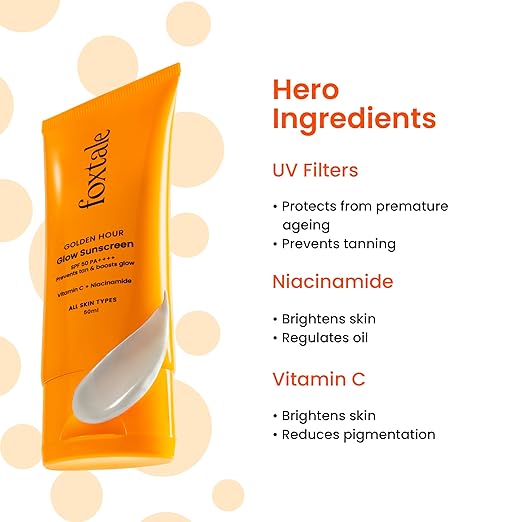 foxtale
GOLDEN HOUR
Glow Sunscreen
SPF 50 PA++++
Prevents tan & boosts glow
Vitamin C + Niacinamide
ALL SKIN TYPES
50ml
Hero
Ingredients
UV Filters
• Protects from premature
ageing
• Prevents tanning
Niacinamide
• Brightens skin
• Regulates oil
Vitamin C
• Brightens skin
• Reduces pigmentation